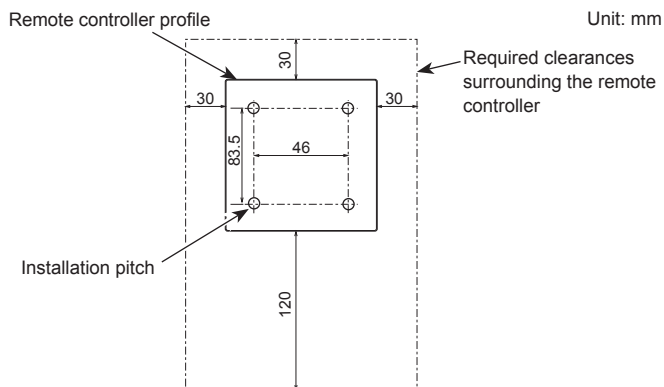 Remote controller profile
Unit: mm
30
Required clearances
surrounding the remote
controller
30
30
83.5
46
Installation pitch
120